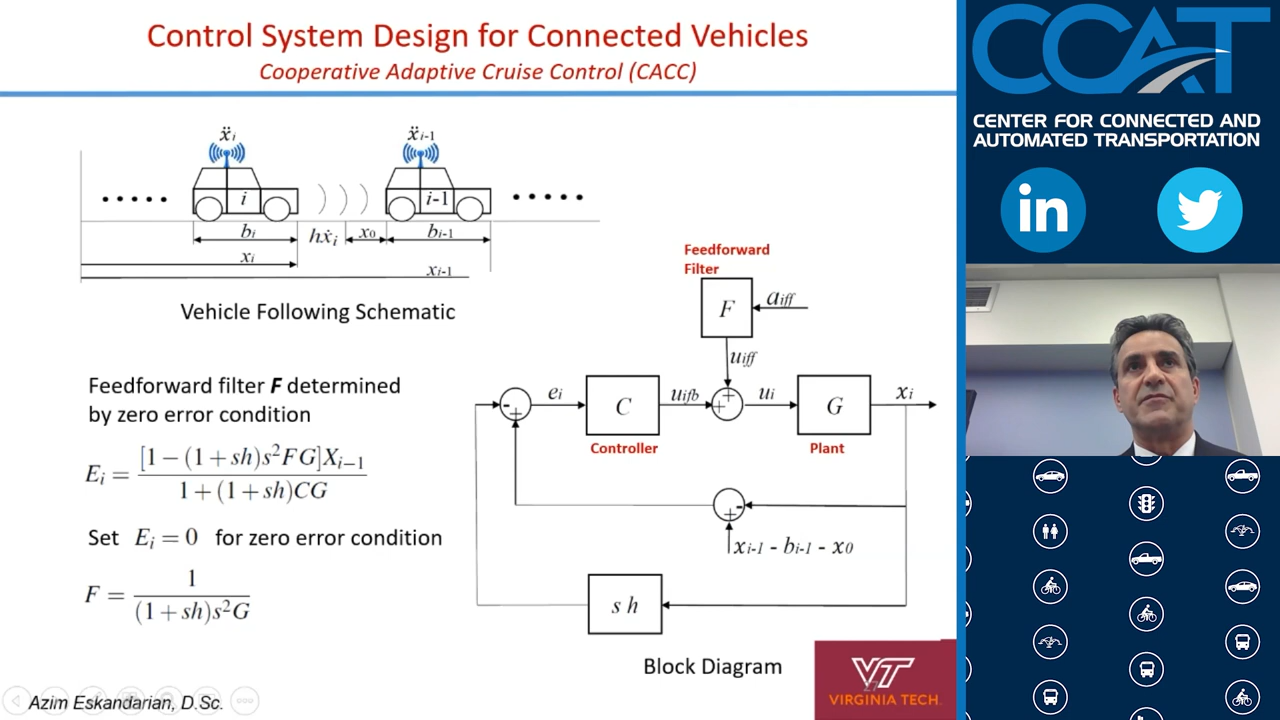 Control System Design for Connected Vehicles
Cooperative Adaptive Cruise Control (CACC)
ẍi ẍi-1
i i-1
bi hẋi x0 bi-1
xi
xi-1
Vehicle Following Schematic
Feedforward filter F determined
by zero error condition
Ei = [1 − (1 + sh)s²FG]Xi−1 / 1 + (1 + sh)CG
Set Ei = 0 for zero error condition
F = 1 / (1 + sh)s²G
Feedforward
Filter
F aiff
uiff
- + ei C uifb + + ui G xi
Controller Plant
+ -
xi-1 - bi-1 - x0
s h
Block Diagram
VT
27
VIRGINIA TECH.
Azim Eskandarian, D.Sc.
CCAT
CENTER FOR CONNECTED AND
AUTOMATED TRANSPORTATION
in